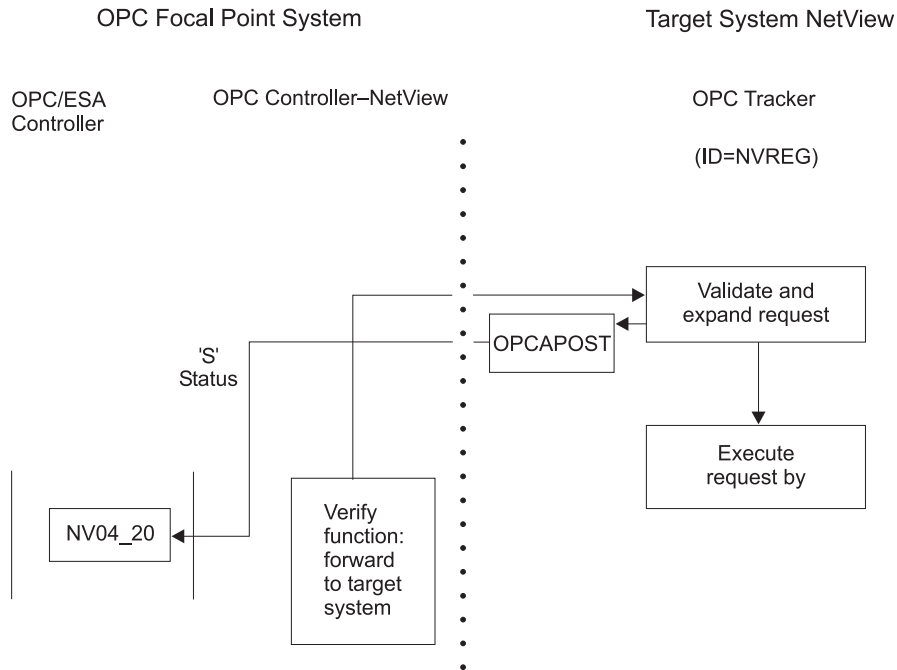 OPC Focal Point System
Target System NetView
OPC/ESA
Controller
OPC Controller–NetView
OPC Tracker
(ID=NVREG)
Validate and
expand request
OPCAPOST
'S'
Status
Execute
request by
NV04_20
Verify
function:
forward
to target
system